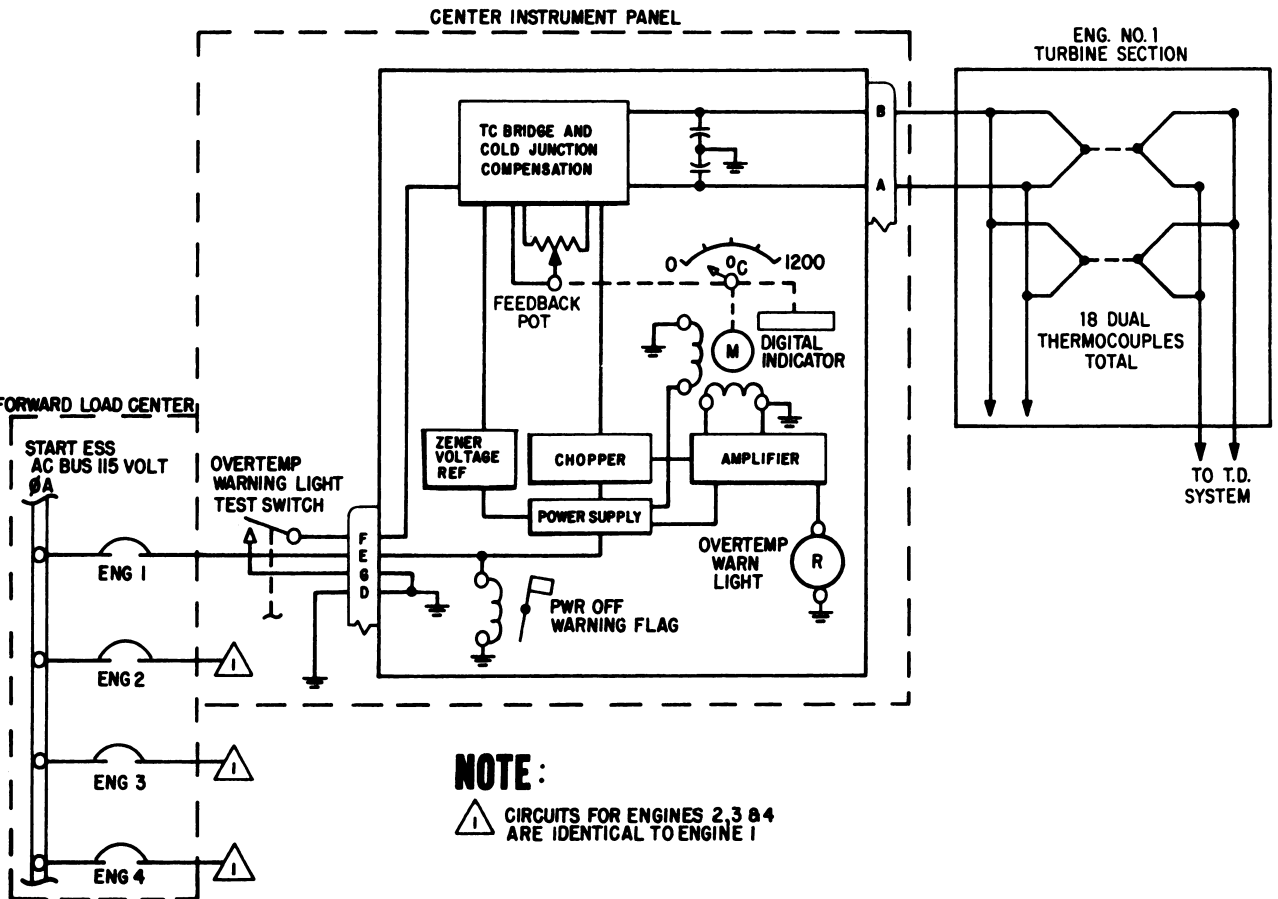 CENTER INSTRUMENT PANEL
ENG. NO. 1
TURBINE SECTION
TC BRIDGE AND
COLD JUNCTION
COMPENSATION
B
A
FEEDBACK
POT
0
°C
1200
M
DIGITAL
INDICATOR
18 DUAL
THERMOCOUPLES
TOTAL
TO T.D.
SYSTEM
FORWARD LOAD CENTER
START ESS
AC BUS 115 VOLT
ØA
OVERTEMP
WARNING LIGHT
TEST SWITCH
ZENER
VOLTAGE
REF
CHOPPER
AMPLIFIER
POWER SUPPLY
F
E
G
D
OVERTEMP
WARN
LIGHT
R
PWR OFF
WARNING FLAG
ENG 1
ENG 2
1
ENG 3
1
ENG 4
1
NOTE:
1
CIRCUITS FOR ENGINES 2,3 & 4
ARE IDENTICAL TO ENGINE 1